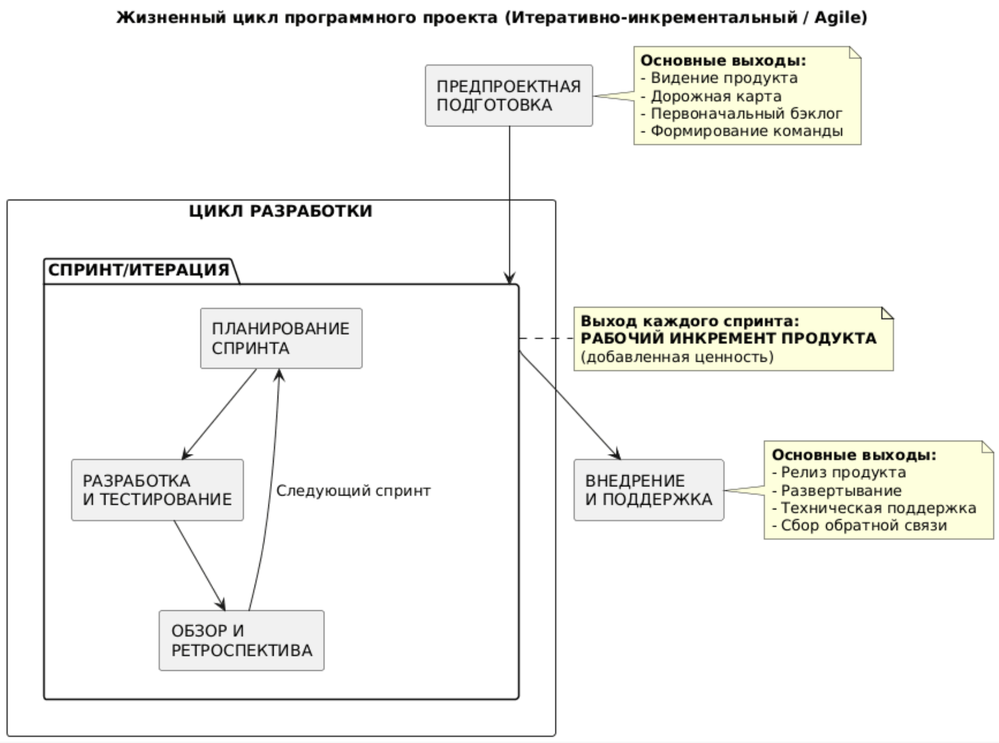 Жизненный цикл программного проекта (Итеративно-инкрементальный / Agile)
ПРЕДПРОЕКТНАЯ
ПОДГОТОВКА
Основные выходы:
- Видение продукта
- Дорожная карта
- Первоначальный бэклог
- Формирование команды
ЦИКЛ РАЗРАБОТКИ
СПРИНТ/ИТЕРАЦИЯ
ПЛАНИРОВАНИЕ
СПРИНТА
Выход каждого спринта:
РАБОЧИЙ ИНКРЕМЕНТ ПРОДУКТА
(добавленная ценность)
РАЗРАБОТКА
И ТЕСТИРОВАНИЕ
Следующий спринт
ВНЕДРЕНИЕ
И ПОДДЕРЖКА
Основные выходы:
- Релиз продукта
- Развертывание
- Техническая поддержка
- Сбор обратной связи
ОБЗОР И
РЕТРОСПЕКТИВА